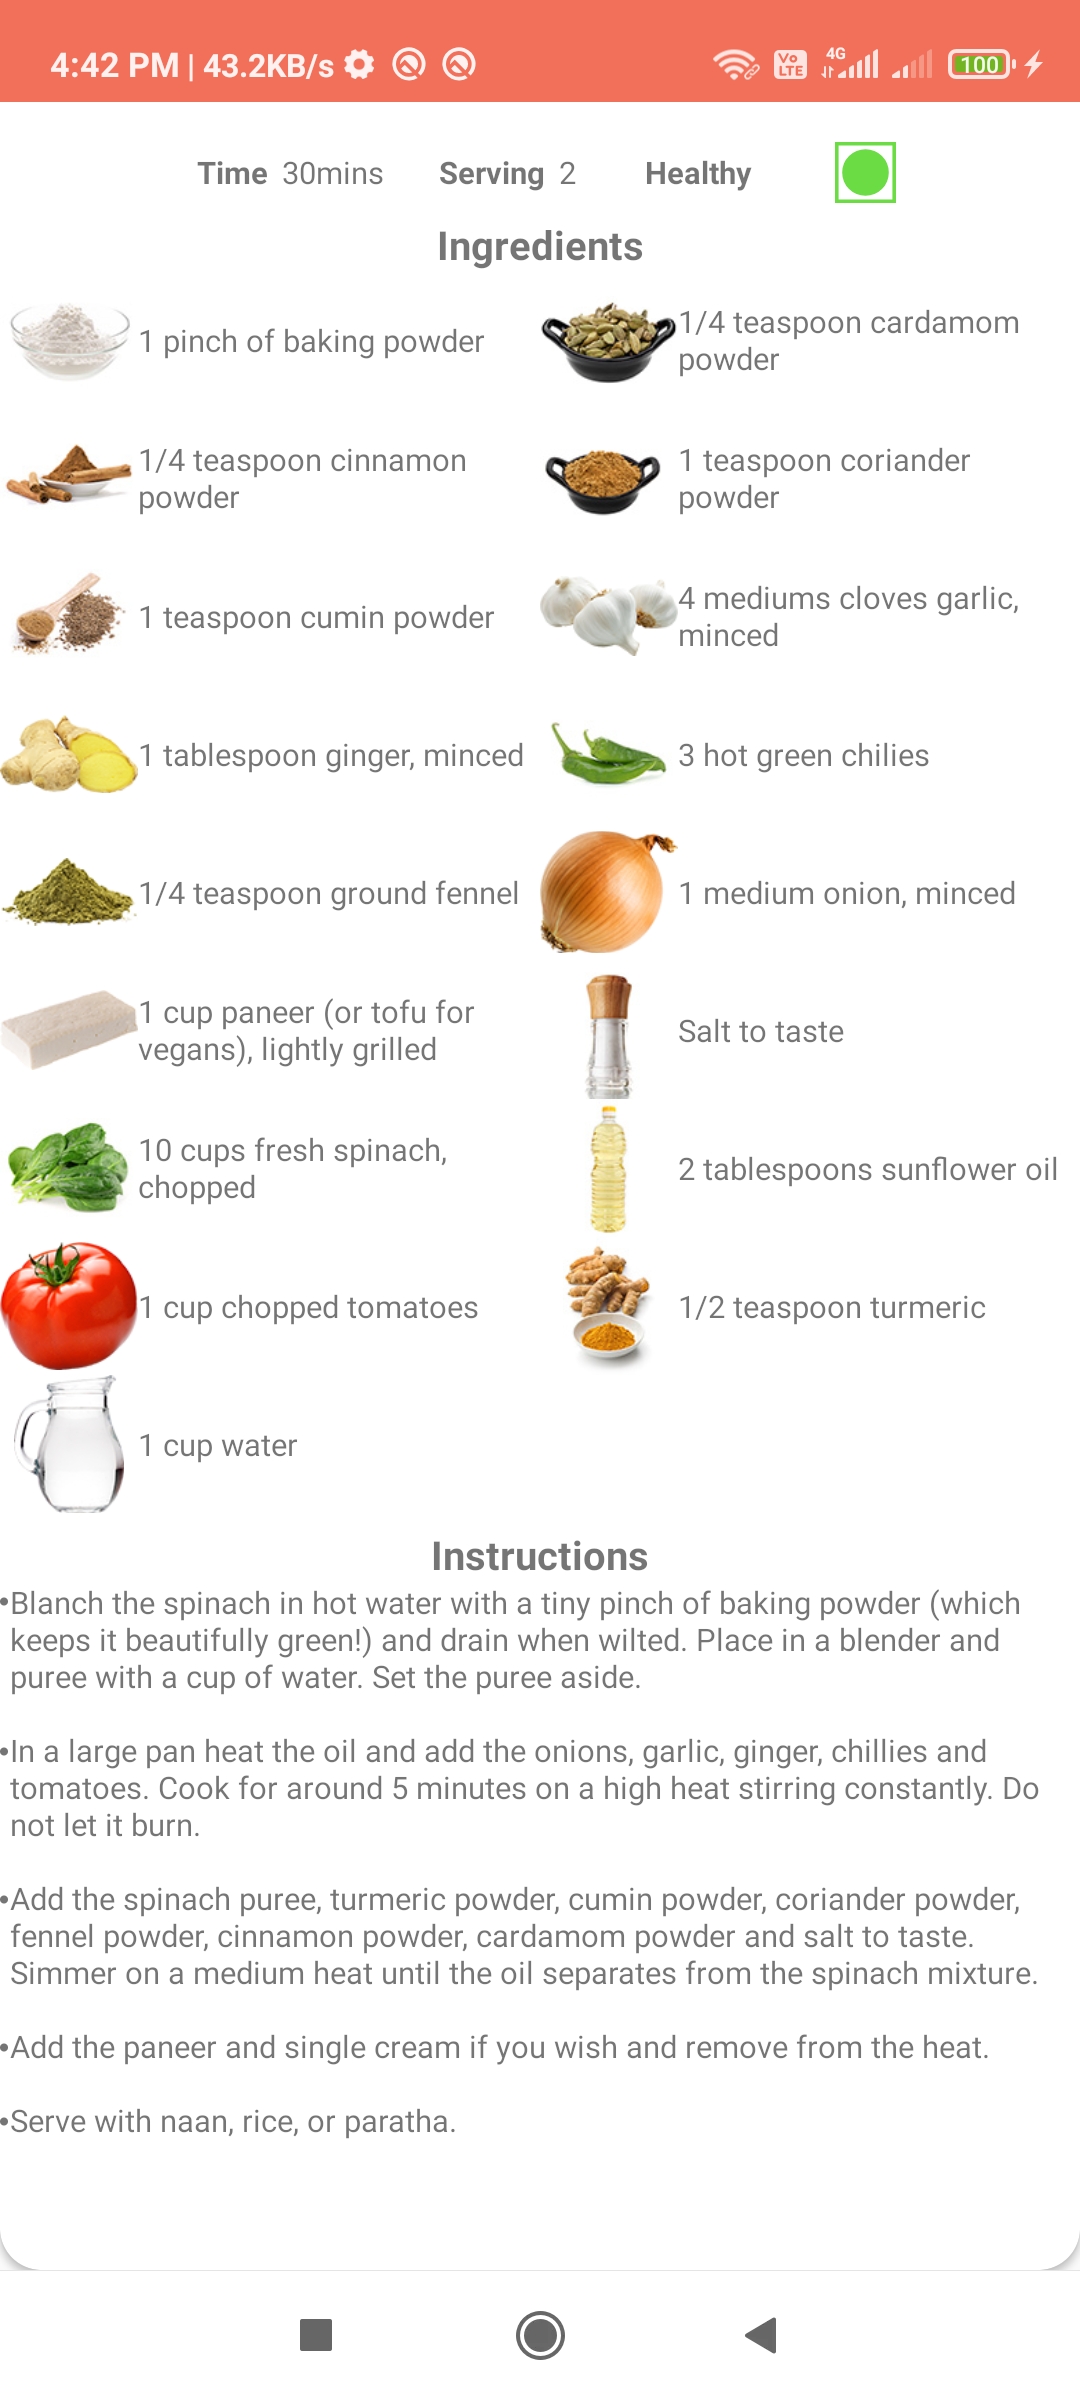 4:42 PM | 43.2KB/s
Vo LTE
4G
100
Time 30mins Serving 2 Healthy
Ingredients
1 pinch of baking powder
1/4 teaspoon cardamom
powder
1/4 teaspoon cinnamon
powder
1 teaspoon coriander
powder
1 teaspoon cumin powder
4 mediums cloves garlic,
minced
1 tablespoon ginger, minced
3 hot green chilies
1/4 teaspoon ground fennel
1 medium onion, minced
1 cup paneer (or tofu for
vegans), lightly grilled
Salt to taste
10 cups fresh spinach,
chopped
2 tablespoons sunflower oil
1 cup chopped tomatoes
1/2 teaspoon turmeric
1 cup water
Instructions
•Blanch the spinach in hot water with a tiny pinch of baking powder (which
keeps it beautifully green!) and drain when wilted. Place in a blender and
puree with a cup of water. Set the puree aside.
•In a large pan heat the oil and add the onions, garlic, ginger, chillies and
tomatoes. Cook for around 5 minutes on a high heat stirring constantly. Do
not let it burn.
•Add the spinach puree, turmeric powder, cumin powder, coriander powder,
fennel powder, cinnamon powder, cardamom powder and salt to taste.
Simmer on a medium heat until the oil separates from the spinach mixture.
•Add the paneer and single cream if you wish and remove from the heat.
•Serve with naan, rice, or paratha.